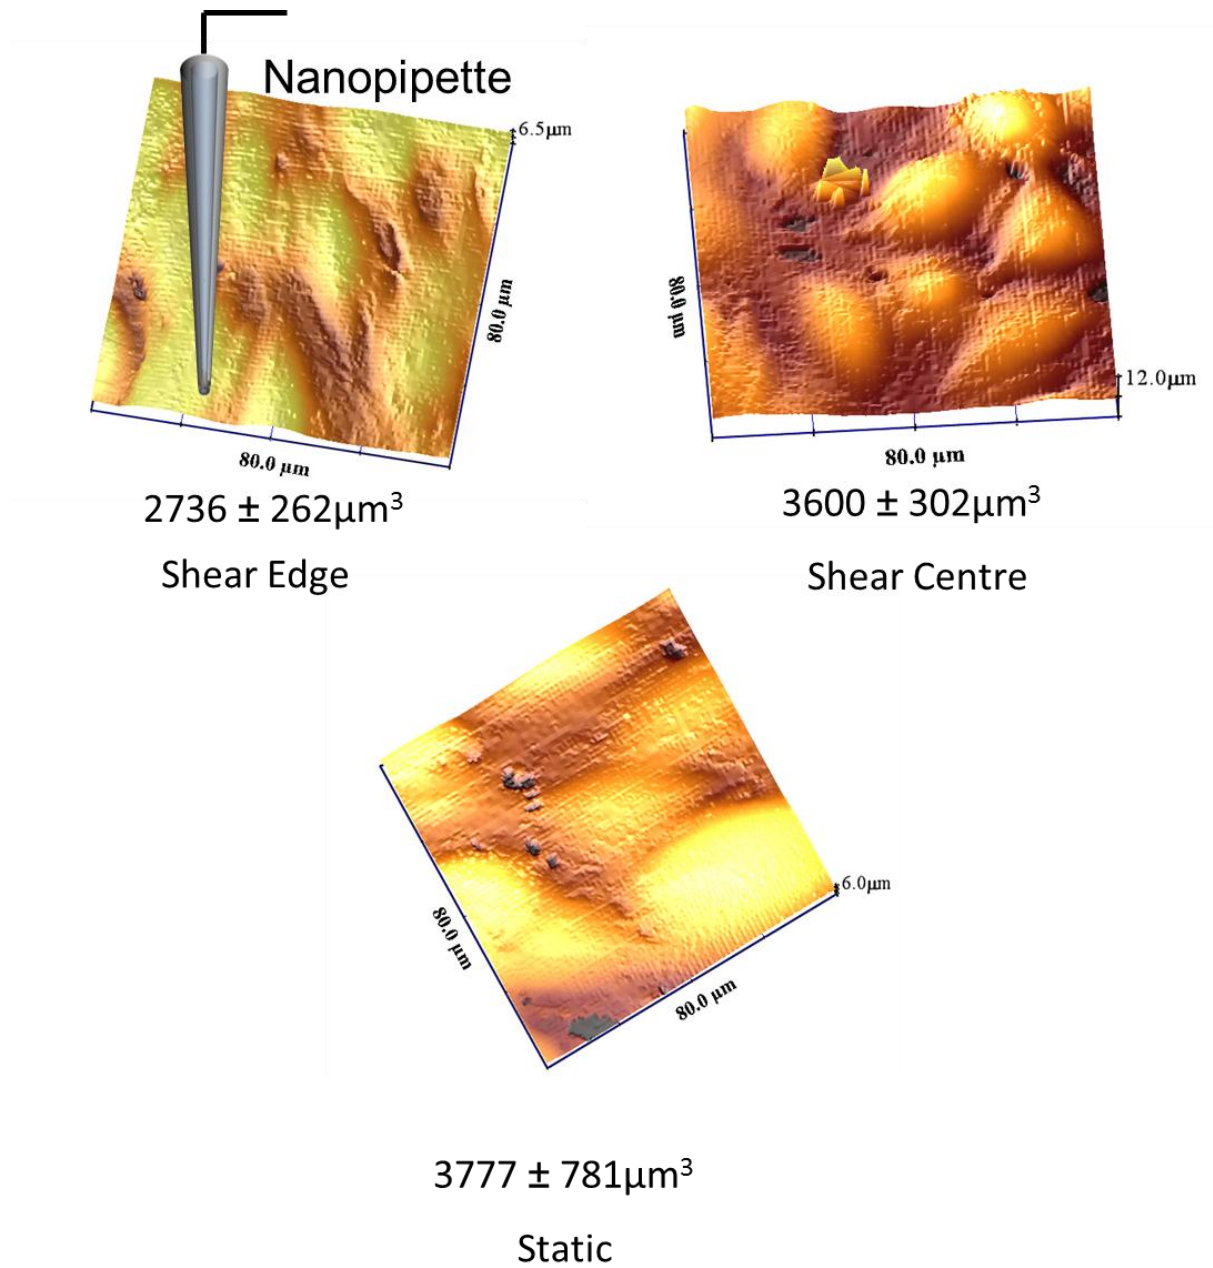 Nanopipette
6.5µm
80.0 µm
80.0 µm
2736 ± 262µm³
Shear Edge
80.0 µm
12.0µm
80.0 µm
3600 ± 302µm³
Shear Centre
6.0µm
80.0 µm
80.0 µm
3777 ± 781µm³
Static